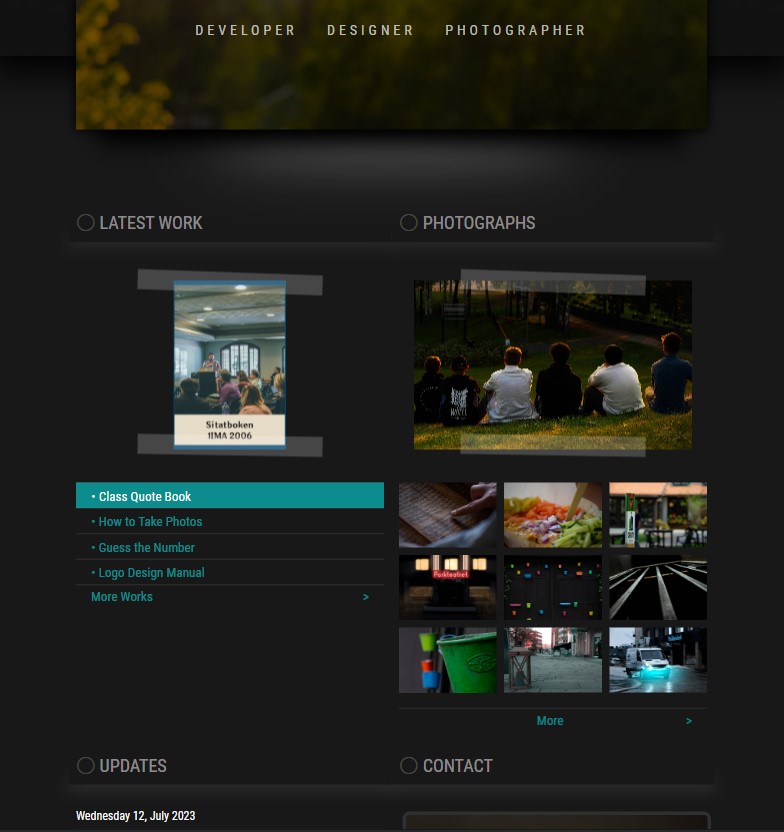 DEVELOPER DESIGNER PHOTOGRAPHER
LATEST WORK
PHOTOGRAPHS
Sitatboken
1IMA 2006
• Class Quote Book
• How to Take Photos
• Guess the Number
• Logo Design Manual
More Works >
Folkteatret
More >
UPDATES
CONTACT
Wednesday 12, July 2023